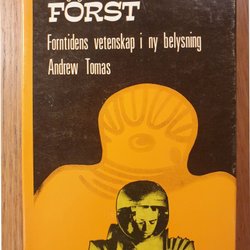 FÖRST
Forntidens vetenskap i ny belysning
Andrew Tomas